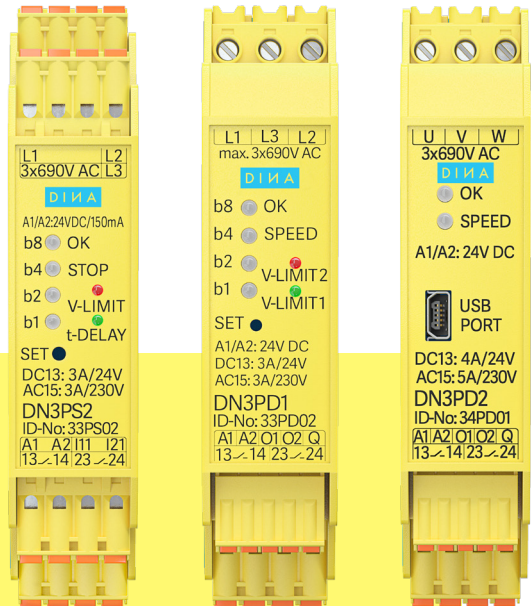 L1 L2
3x690V AC L3
DINA
A1/A2:24VDC/150mA
b8 OK
b4 STOP
b2 V-LIMIT
b1 t-DELAY
SET
DC13: 3A/24V
AC15: 3A/230V
DN3PS2
ID-No: 33PS02
A1 A2 I11 I21
13 14 23 24
L1 L3 L2
max. 3x690V AC
DINA
b8 OK
b4 SPEED
b2 V-LIMIT2
b1 V-LIMIT1
SET
A1/A2: 24V DC
DC13: 3A/24V
AC15: 3A/230V
DN3PD1
ID-No: 33PD02
A1 A2 O1 O2 Q
13 14 23 24
U V W
3x690V AC
DINA
OK
SPEED
A1/A2: 24V DC
USB
PORT
DC13: 4A/24V
AC15: 5A/230V
DN3PD2
ID-No: 34PD01
A1 A2 O1 O2 Q
13 14 23 24